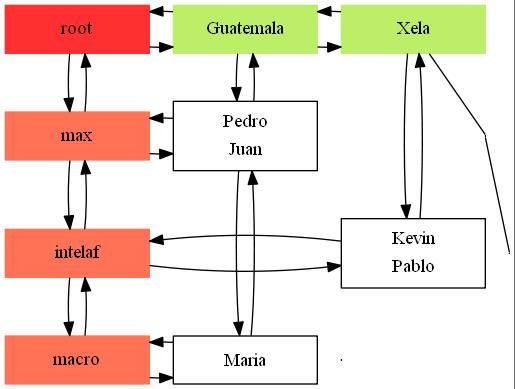 root
Guatemala
Xela
max
Pedro
Juan
intelaf
Kevin
Pablo
macro
Maria